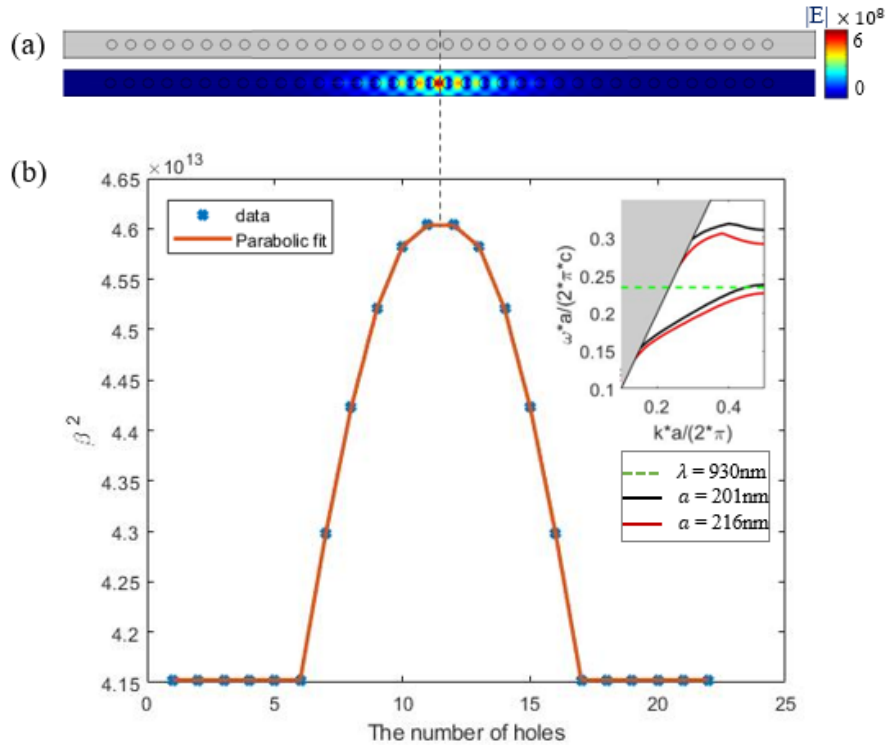 |E| × 10⁸
(a)
6
0
(b)
× 10¹³
4.65
4.6
4.55
4.5
4.45
4.4
4.35
4.3
4.25
4.2
4.15
β²
data
Parabolic fit
0.3
0.25
0.2
0.15
0.1
ω*a/(2*π*c)
0.2 0.4
k*a/(2*π)
λ = 930nm
a = 201nm
a = 216nm
0 5 10 15 20 25
The number of holes